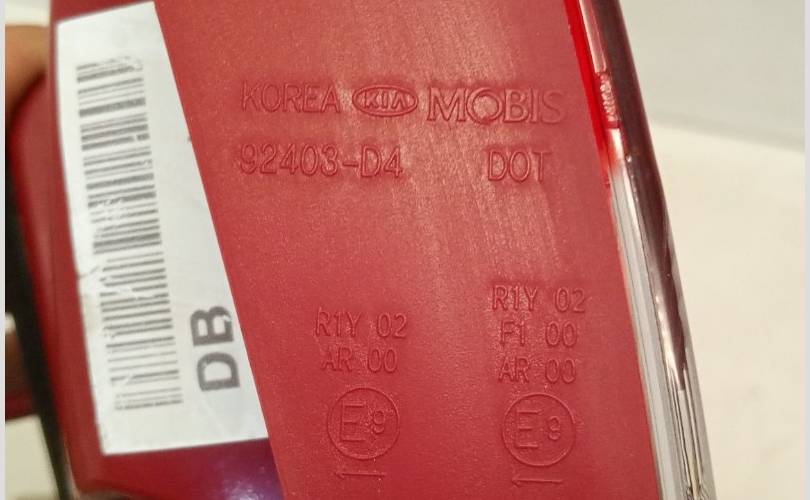 KOREA KIA MOBIS
92403-D4 DOT
R1Y 02
AR 00
E9
R1Y 02
F1 00
AR 00
E9
DB